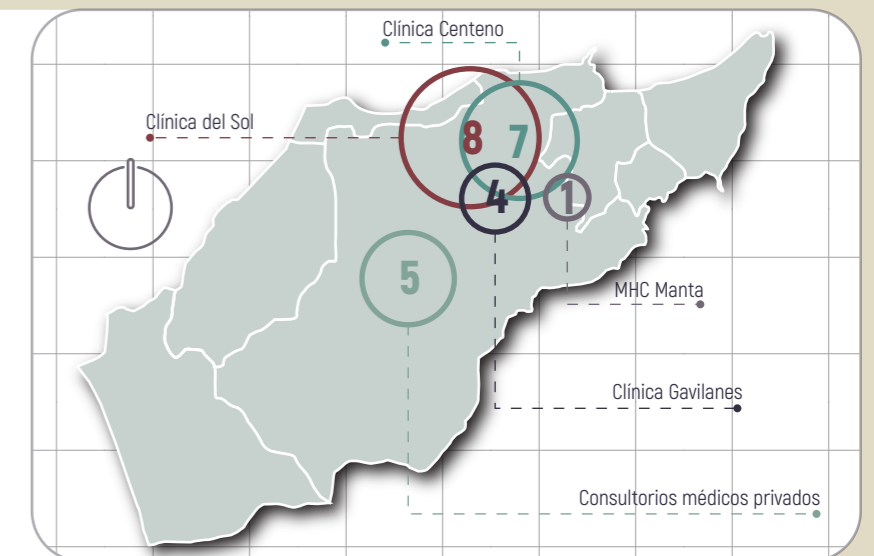 Clínica Centeno
Clínica del Sol
8
7
4
1
5
MHC Manta
Clínica Gavilanes
Consultorios médicos privados